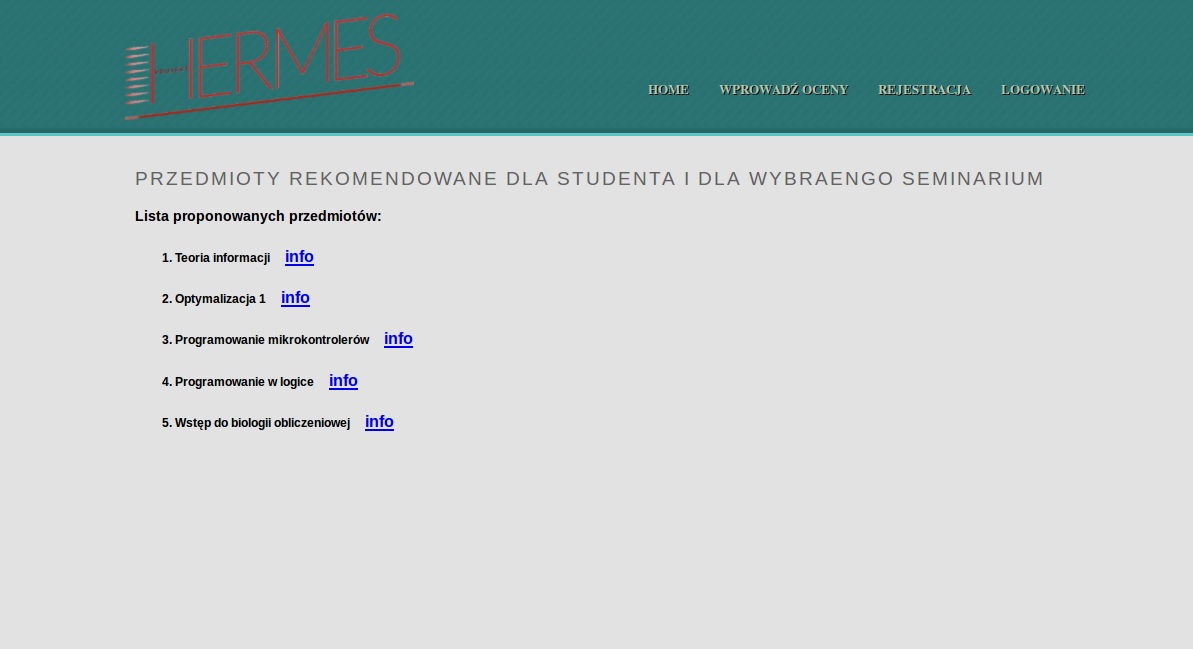 HERMES
HOME WPROWADŹ OCENY REJESTRACJA LOGOWANIE
PRZEDMIOTY REKOMENDOWANE DLA STUDENTA I DLA WYBRAENGO SEMINARIUM
Lista proponowanych przedmiotów:
1. Teoria informacji info
2. Optymalizacja 1 info
3. Programowanie mikrokontrolerów info
4. Programowanie w logice info
5. Wstęp do biologii obliczeniowej info